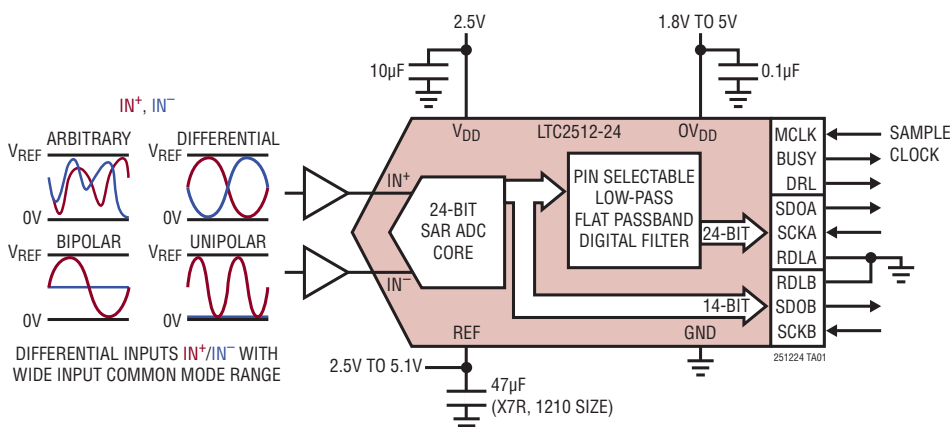 2.5V
1.8V TO 5V
10µF
0.1µF
IN+, IN−
ARBITRARY
DIFFERENTIAL
VREF
0V
VREF
0V
BIPOLAR
UNIPOLAR
VREF
0V
VREF
0V
DIFFERENTIAL INPUTS IN+/IN− WITH
WIDE INPUT COMMON MODE RANGE
VDD
LTC2512-24
OVDD
IN+
IN−
24-BIT
SAR ADC
CORE
PIN SELECTABLE
LOW-PASS
FLAT PASSBAND
DIGITAL FILTER
24-BIT
14-BIT
REF
GND
MCLK
BUSY
DRL
SDOA
SCKA
RDLA
RDLB
SDOB
SCKB
SAMPLE
CLOCK
251224 TA01
2.5V TO 5.1V
47µF
(X7R, 1210 SIZE)